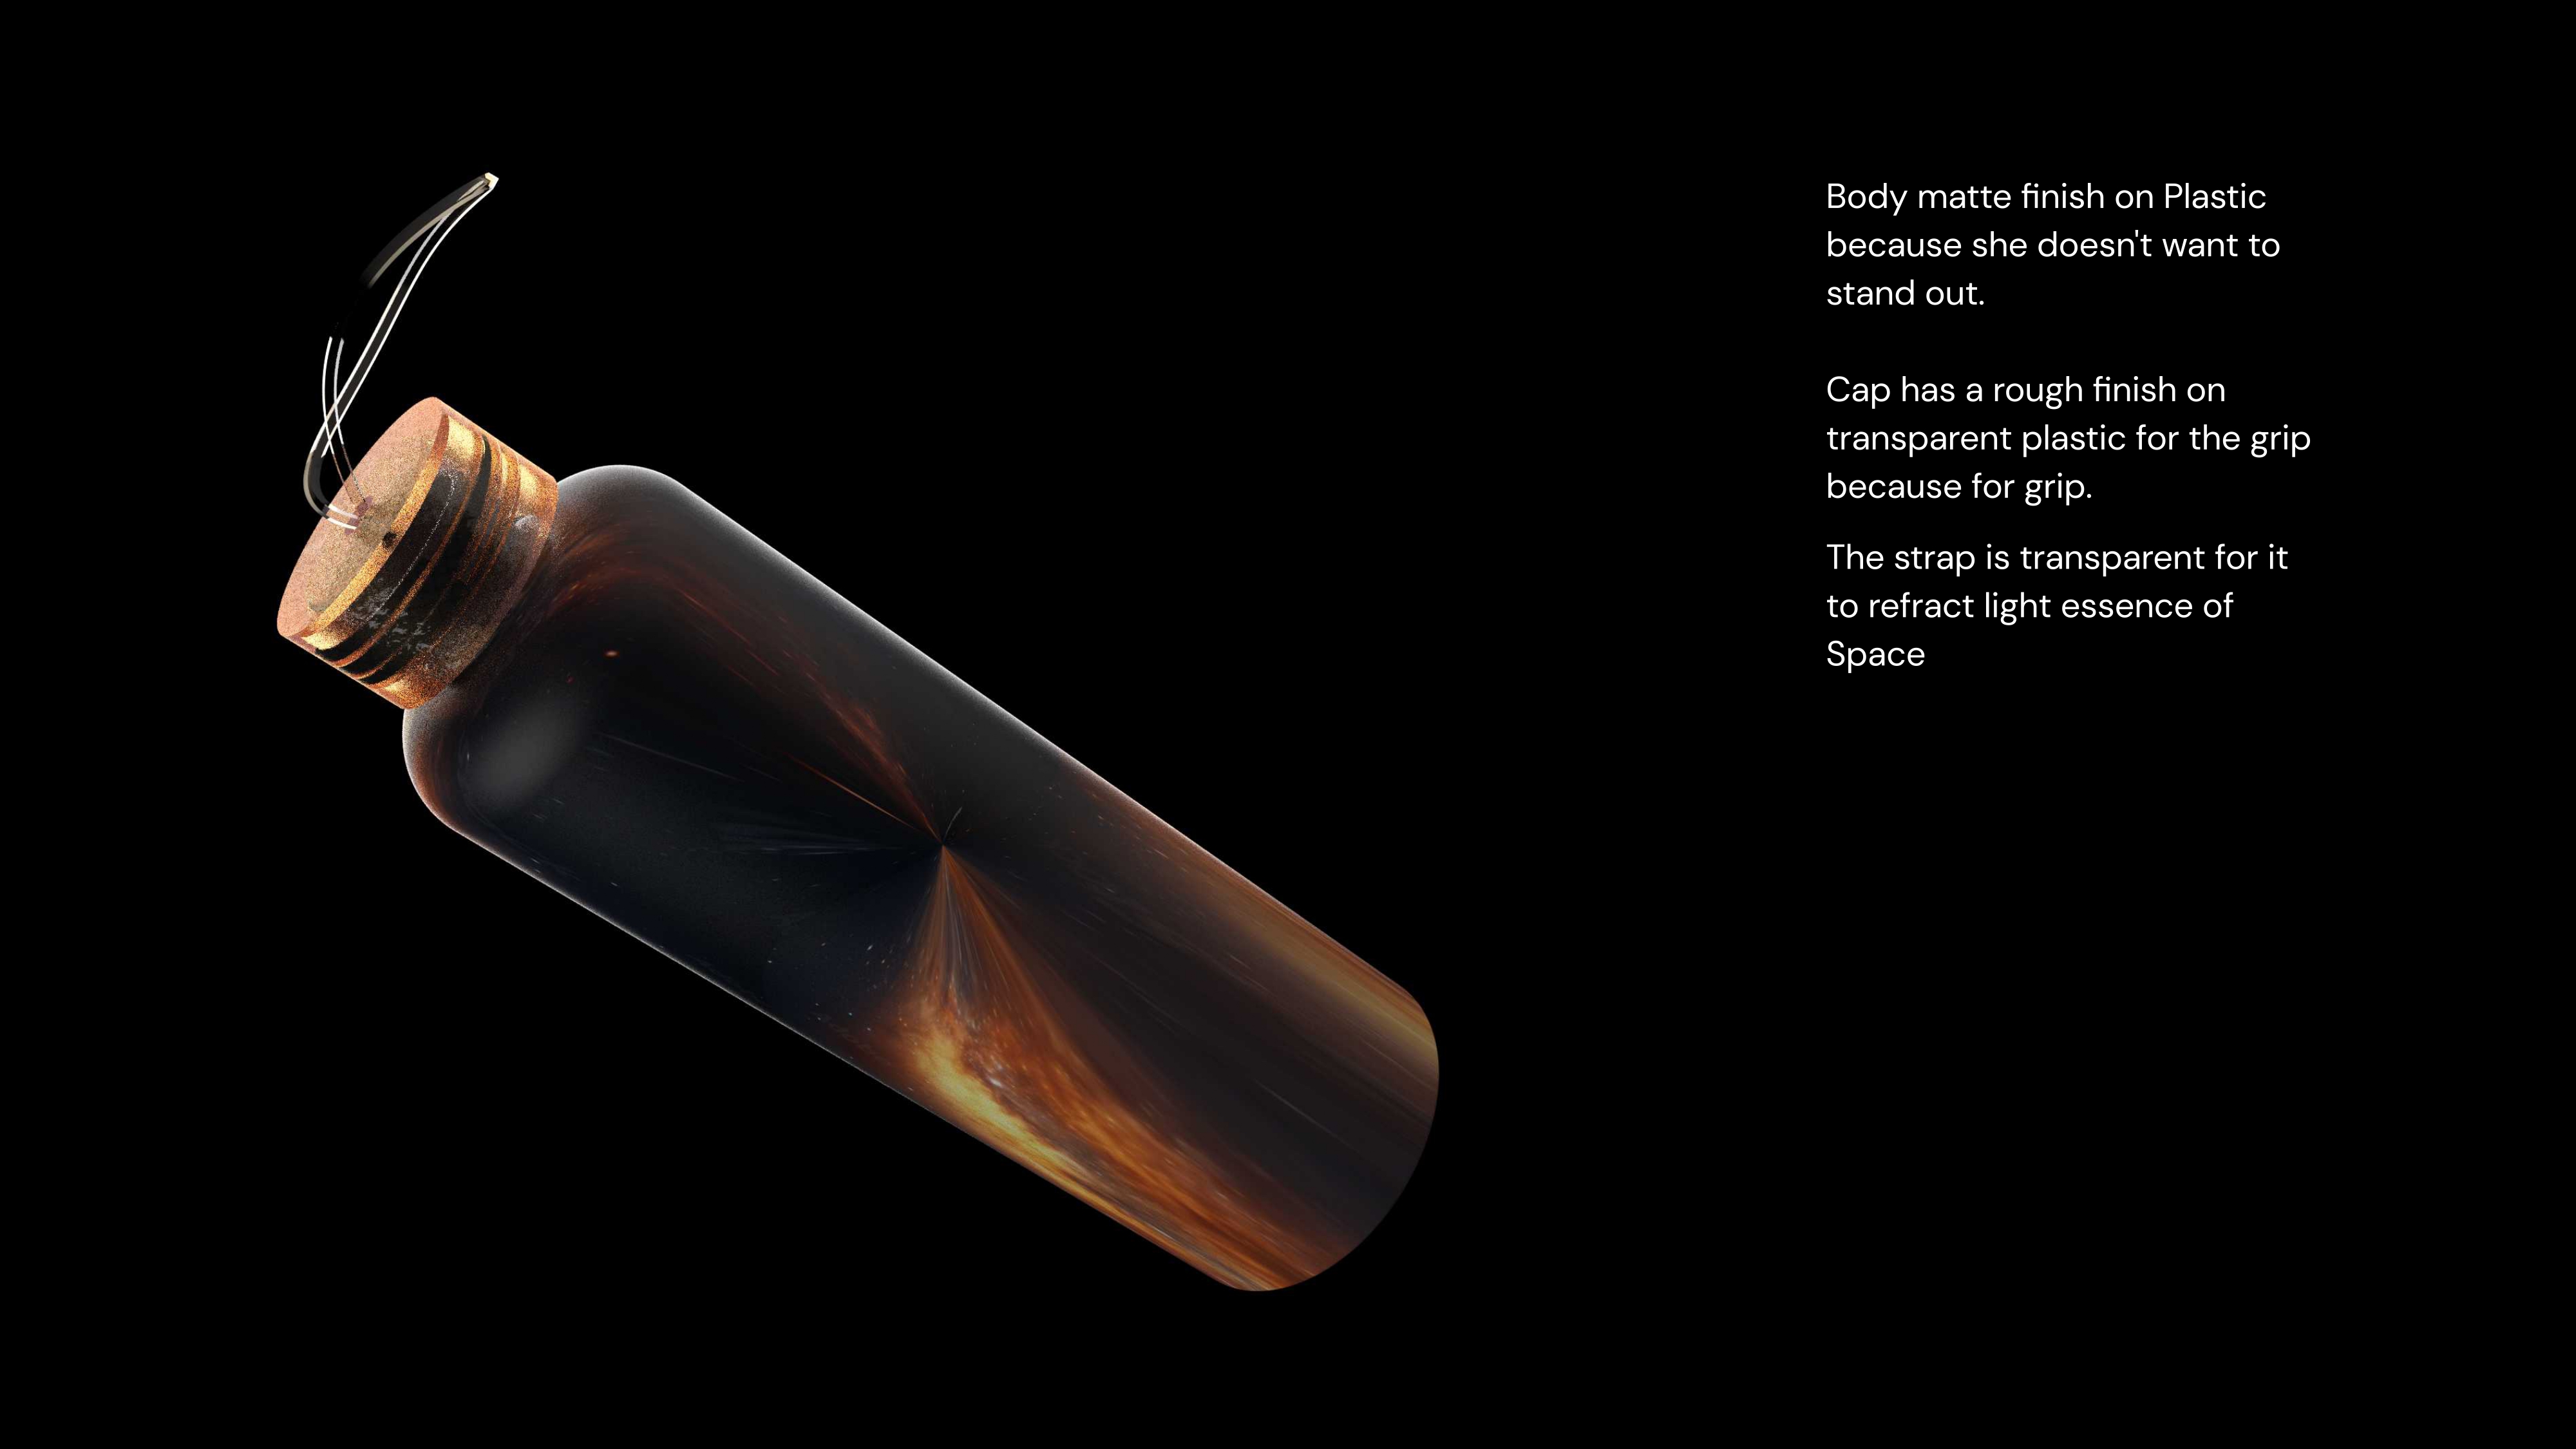 Body matte finish on Plastic
because she doesn't want to
stand out.
Cap has a rough finish on
transparent plastic for the grip
because for grip.
The strap is transparent for it
to refract light essence of
Space